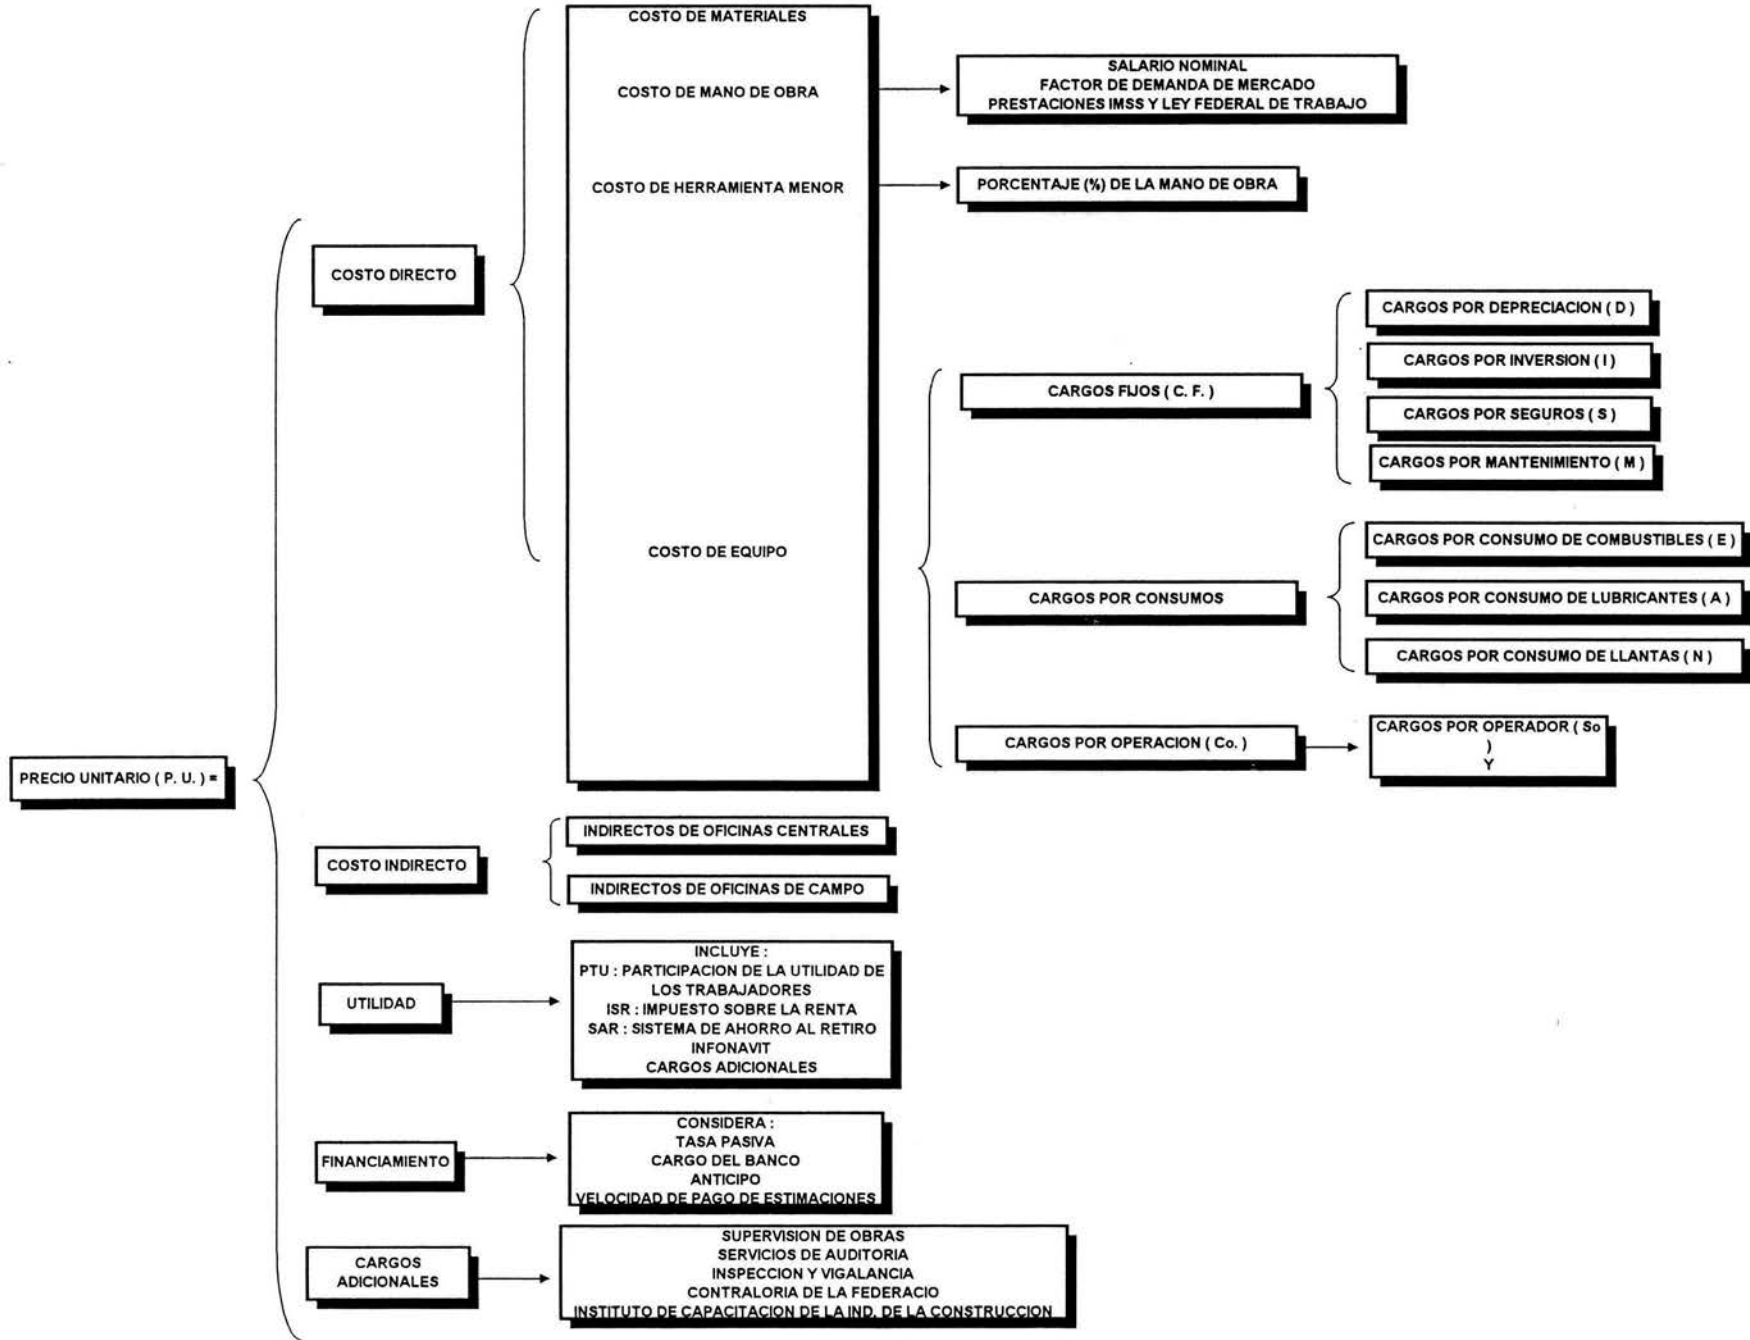 PRECIO UNITARIO ( P. U. ) =
COSTO DIRECTO
COSTO DE MATERIALES
COSTO DE MANO DE OBRA
SALARIO NOMINAL
FACTOR DE DEMANDA DE MERCADO
PRESTACIONES IMSS Y LEY FEDERAL DE TRABAJO
COSTO DE HERRAMIENTA MENOR
PORCENTAJE (%) DE LA MANO DE OBRA
COSTO DE EQUIPO
CARGOS FIJOS ( C. F. )
CARGOS POR DEPRECIACION ( D )
CARGOS POR INVERSION ( I )
CARGOS POR SEGUROS ( S )
CARGOS POR MANTENIMIENTO ( M )
CARGOS POR CONSUMOS
CARGOS POR CONSUMO DE COMBUSTIBLES ( E )
CARGOS POR CONSUMO DE LUBRICANTES ( A )
CARGOS POR CONSUMO DE LLANTAS ( N )
CARGOS POR OPERACION ( Co. )
CARGOS POR OPERADOR ( So
)
Y
COSTO INDIRECTO
INDIRECTOS DE OFICINAS CENTRALES
INDIRECTOS DE OFICINAS DE CAMPO
UTILIDAD
INCLUYE :
PTU : PARTICIPACION DE LA UTILIDAD DE
LOS TRABAJADORES
ISR : IMPUESTO SOBRE LA RENTA
SAR : SISTEMA DE AHORRO AL RETIRO
INFONAVIT
CARGOS ADICIONALES
FINANCIAMIENTO
CONSIDERA :
TASA PASIVA
CARGO DEL BANCO
ANTICIPO
VELOCIDAD DE PAGO DE ESTIMACIONES
CARGOS
ADICIONALES
SUPERVISION DE OBRAS
SERVICIOS DE AUDITORIA
INSPECCION Y VIGALANCIA
CONTRALORIA DE LA FEDERACIO
INSTITUTO DE CAPACITACION DE LA IND. DE LA CONSTRUCCION